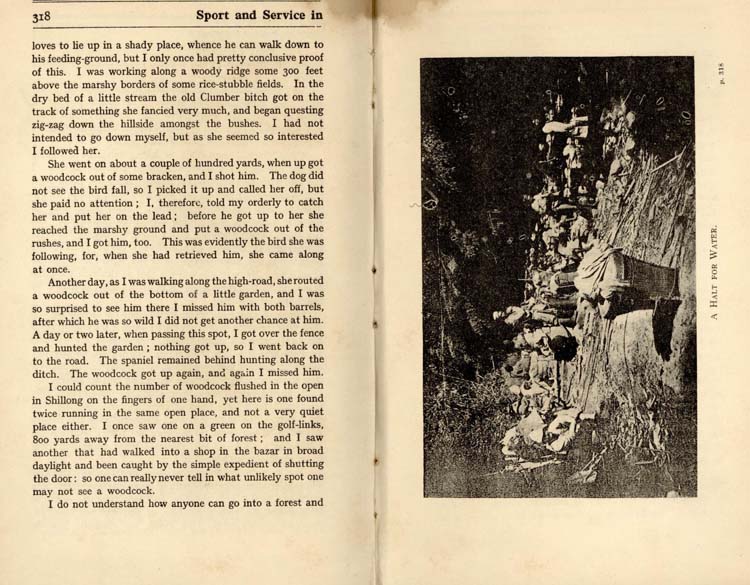 318
Sport and Service in
loves to lie up in a shady place, whence he can walk down to
his feeding-ground, but I only once had pretty conclusive proof
of this. I was working along a woody ridge some 300 feet
above the marshy borders of some rice-stubble fields. In the
dry bed of a little stream the old Clumber bitch got on the
track of something she fancied very much, and began questing
zig-zag down the hillside amongst the bushes. I had not
intended to go down myself, but as she seemed so interested
I followed her.
She went on about a couple of hundred yards, when up got
a woodcock out of some bracken, and I shot him. The dog did
not see the bird fall, so I picked it up and called her off, but
she paid no attention; I, therefore, told my orderly to catch
her and put her on the lead; before he got up to her she
reached the marshy ground and put a woodcock out of the
rushes, and I got him, too. This was evidently the bird she was
following, for, when she had retrieved him, she came along
at once.
Another day, as I was walking along the high-road, she routed
a woodcock out of the bottom of a little garden, and I was
so surprised to see him there I missed him with both barrels,
after which he was so wild I did not get another chance at him.
A day or two later, when passing this spot, I got over the fence
and hunted the garden; nothing got up, so I went back on
to the road. The spaniel remained behind hunting along the
ditch. The woodcock got up again, and again I missed him.
I could count the number of woodcock flushed in the open
in Shillong on the fingers of one hand, yet here is one found
twice running in the same open place, and not a very quiet
place either. I once saw one on a green on the golf-links,
800 yards away from the nearest bit of forest; and I saw
another that had walked into a shop in the bazar in broad
daylight and been caught by the simple expedient of shutting
the door: so one can really never tell in what unlikely spot one
may not see a woodcock.
I do not understand how anyone can go into a forest and
p. 318
A HALT FOR WATER.